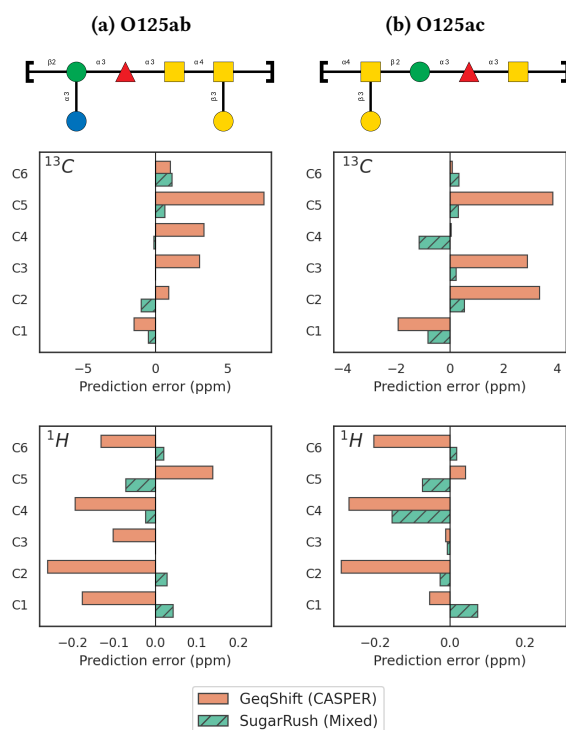 (a) O125ab
(b) O125ac
β2 α3 α3 α4
α3 β3
α4 β2 α3 α3
β3
¹³C
C6
C5
C4
C3
C2
C1
−5 0 5
Prediction error (ppm)
¹³C
C6
C5
C4
C3
C2
C1
−4 −2 0 2 4
Prediction error (ppm)
¹H
C6
C5
C4
C3
C2
C1
−0.2 −0.1 0.0 0.1 0.2
Prediction error (ppm)
¹H
C6
C5
C4
C3
C2
C1
−0.2 0.0 0.2
Prediction error (ppm)
GeqShift (CASPER)
SugarRush (Mixed)